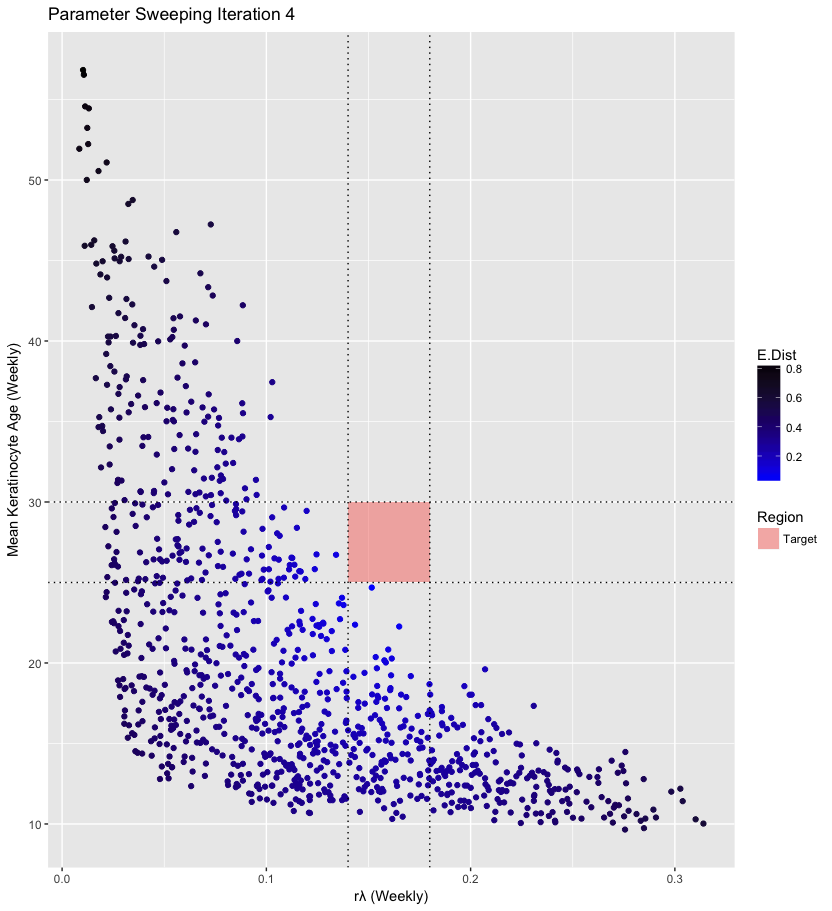 Parameter Sweeping Iteration 4
Mean Keratinocyte Age (Weekly)
50
40
30
20
10
0.0 0.1 0.2 0.3
rλ (Weekly)
E.Dist
0.8
0.6
0.4
0.2
Region
Target